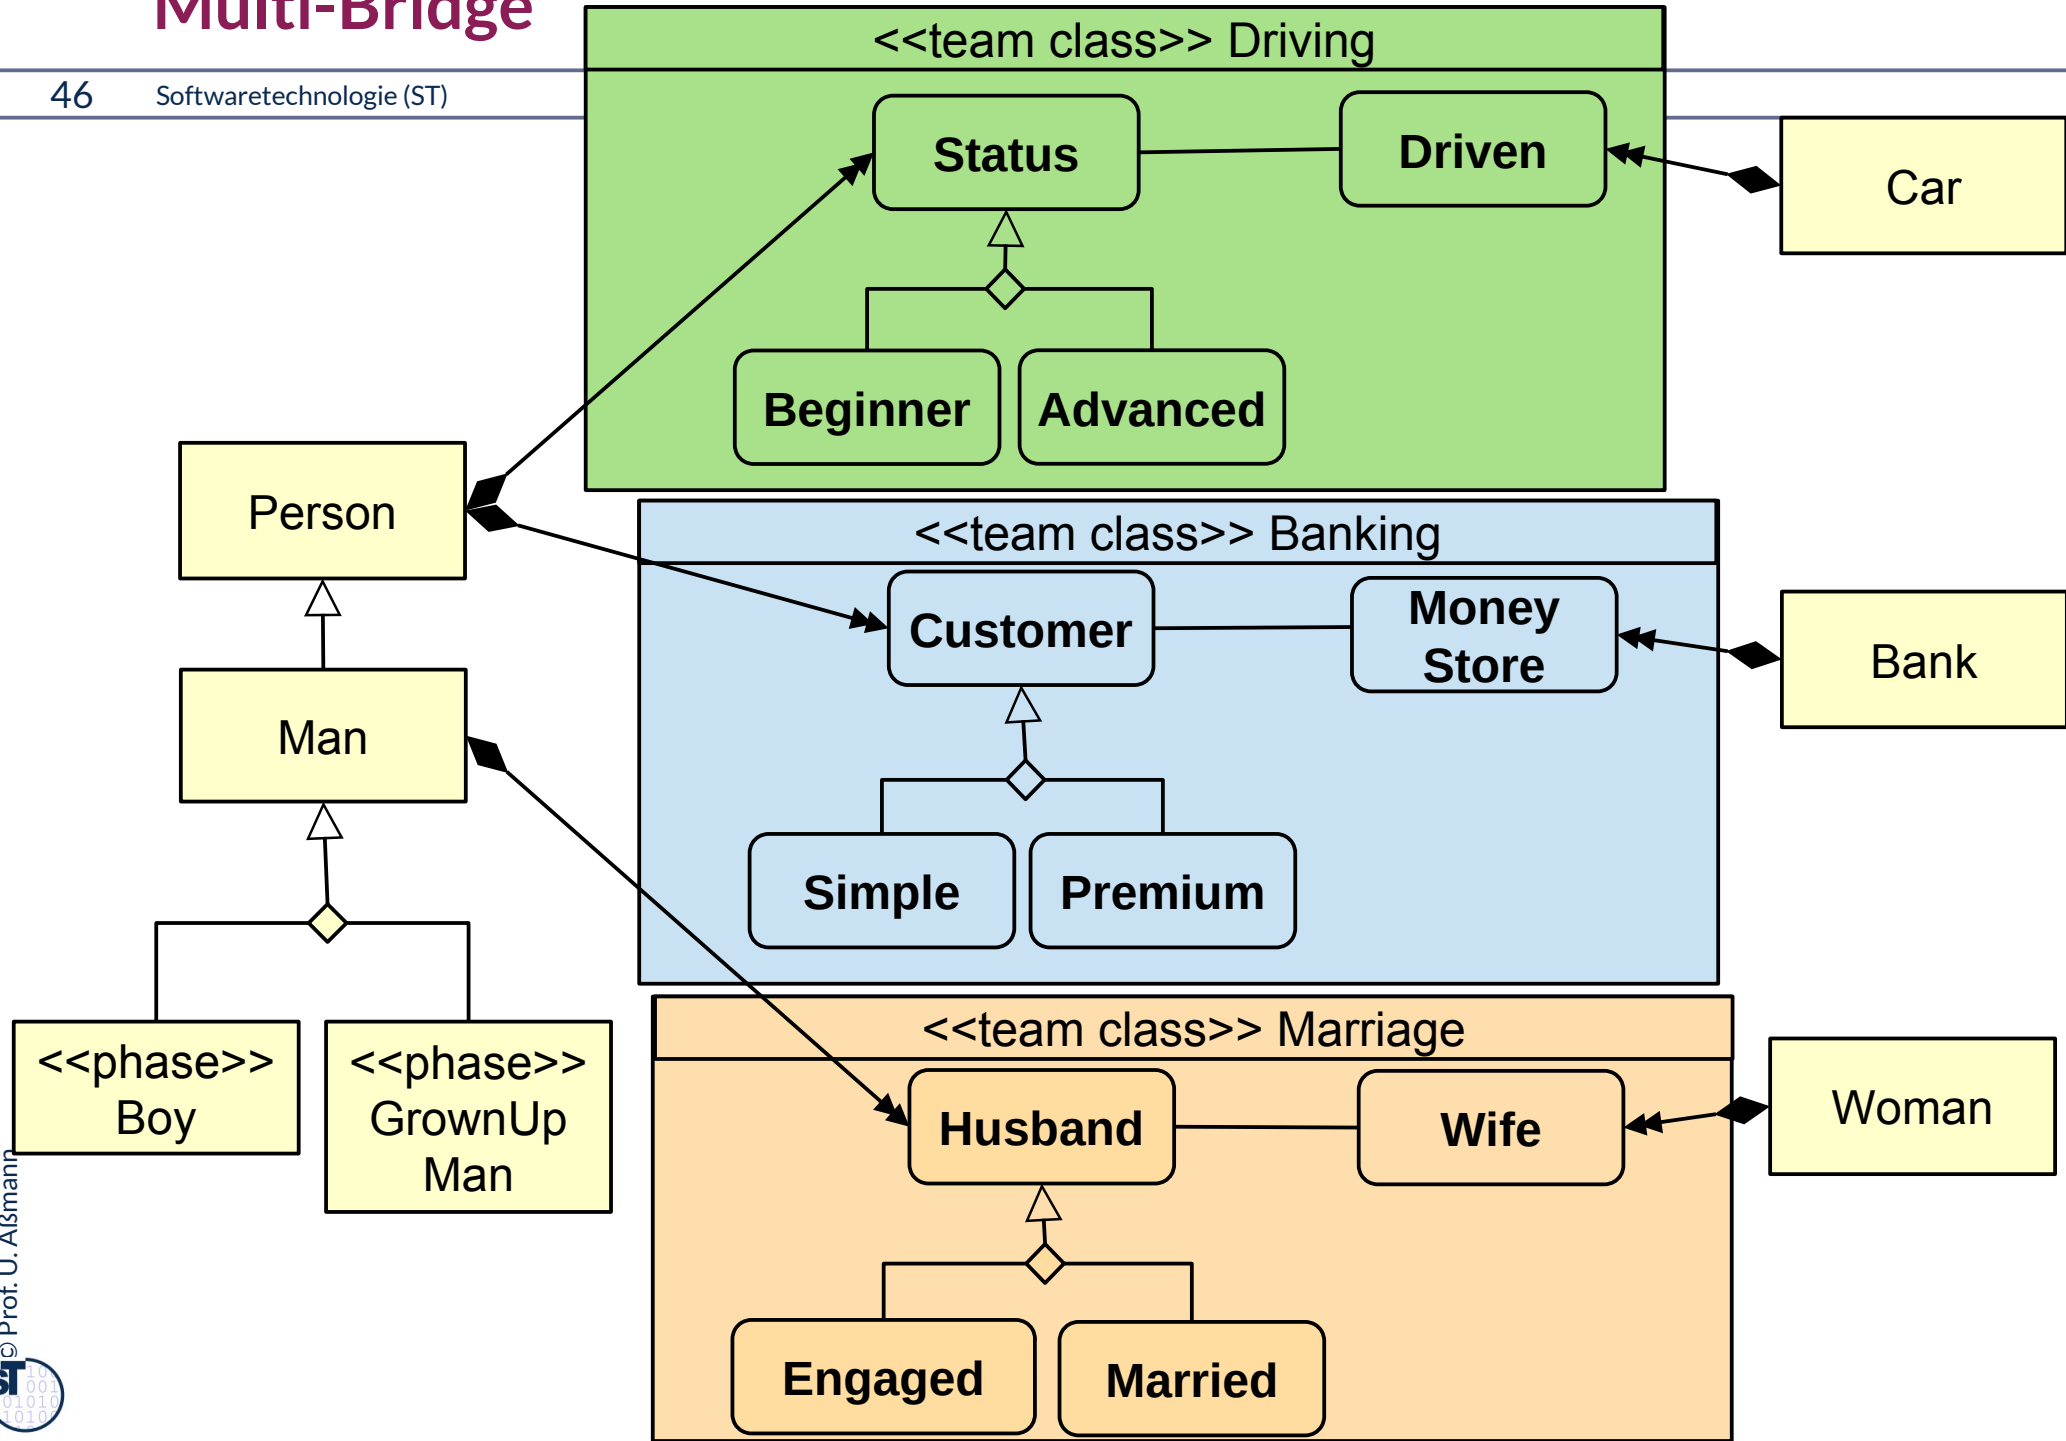 Multi-Bridge
46 Softwaretechnologie (ST)
<<team class>> Driving
Status
Driven
Car
Beginner
Advanced
Person
<<team class>> Banking
Customer
Money
Store
Bank
Man
Simple
Premium
<<team class>> Marriage
<<phase>>
Boy
<<phase>>
GrownUp
Man
Husband
Wife
Woman
Engaged
Married
© Prof. U. Aßmann
ST